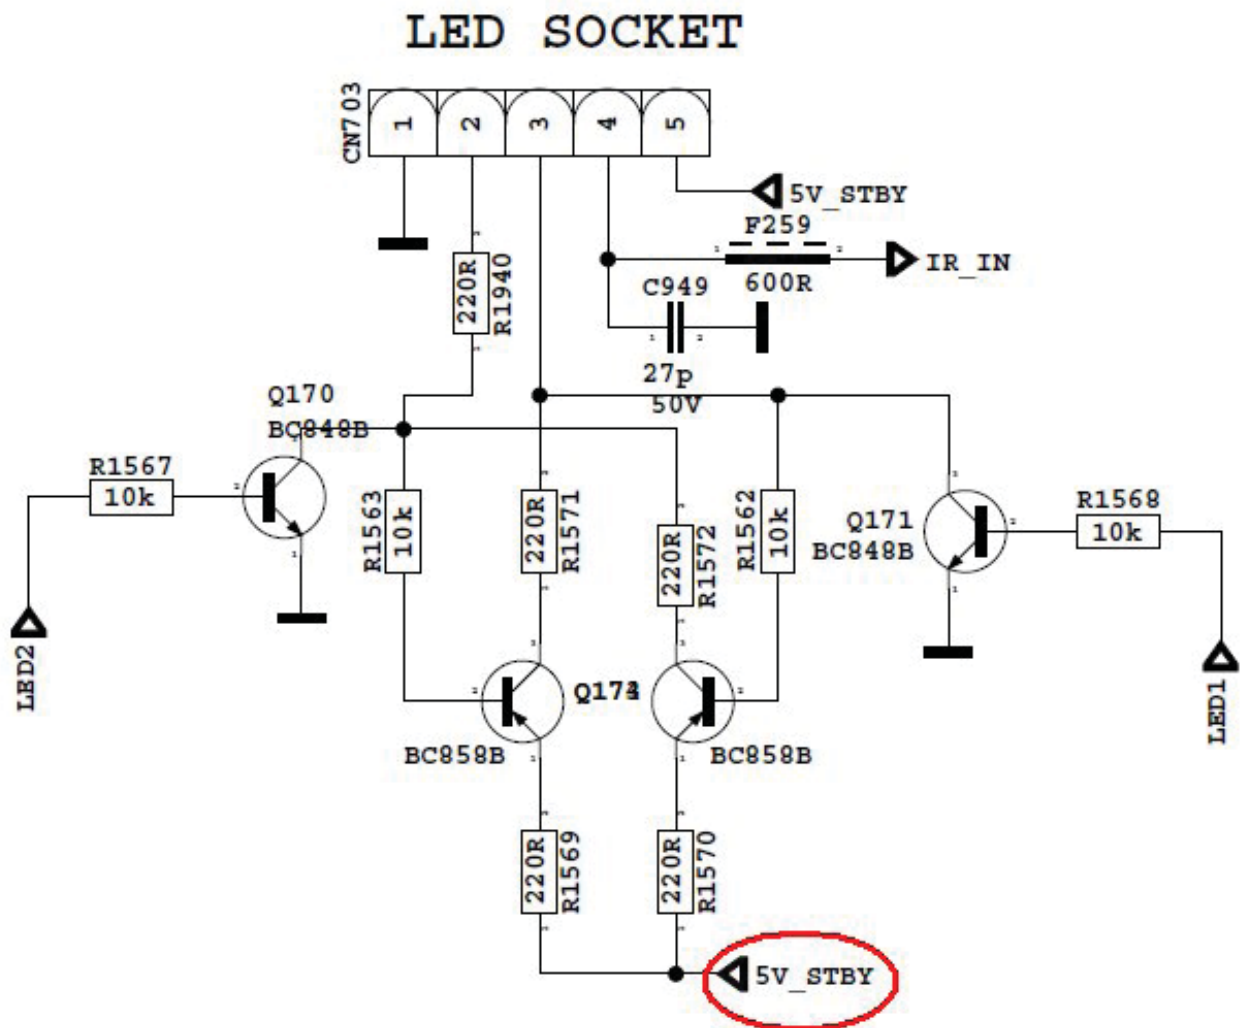 LED SOCKET
CN703
1 2 3 4 5
5V_STBY
F259
IR_IN
600R
C949
27p
50V
220R
R1940
Q170
BC848B
R1567
10k
LED2
R1563
10k
220R
R1571
220R
R1572
R1562
10k
Q171
BC848B
R1568
10k
LED1
BC858B
BC858B
220R
R1569
220R
R1570
5V_STBY